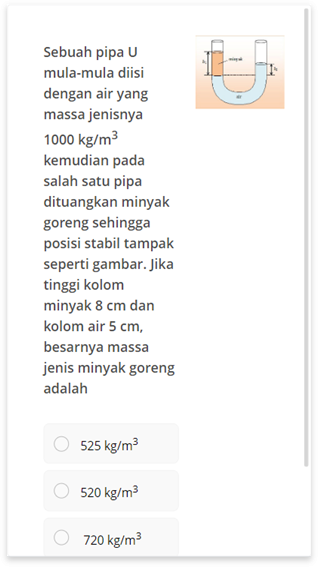 Sebuah pipa U
mula-mula diisi
dengan air yang
massa jenisnya
1000 kg/m³
kemudian pada
salah satu pipa
dituangkan minyak
goreng sehingga
posisi stabil tampak
seperti gambar. Jika
tinggi kolom
minyak 8 cm dan
kolom air 5 cm,
besarnya massa
jenis minyak goreng
adalah
minyak
air
525 kg/m³
520 kg/m³
720 kg/m³